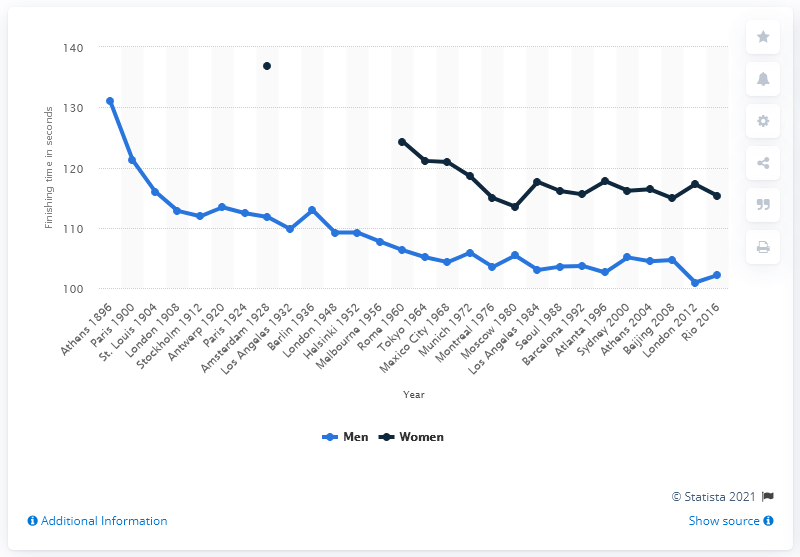 140
130
120
110
100
Finishing time in seconds
Athens 1896
Paris 1900
St. Louis 1904
London 1908
Stockholm 1912
Antwerp 1920
Paris 1924
Amsterdam 1928
Los Angeles 1932
Berlin 1936
London 1948
Helsinki 1952
Melbourne 1956
Rome 1960
Tokyo 1964
Mexico City 1968
Munich 1972
Montreal 1976
Moscow 1980
Los Angeles 1984
Seoul 1988
Barcelona 1992
Atlanta 1996
Sydney 2000
Athens 2004
Beijing 2008
London 2012
Rio 2016
Year
Men Women
© Statista 2021
Additional Information Show source